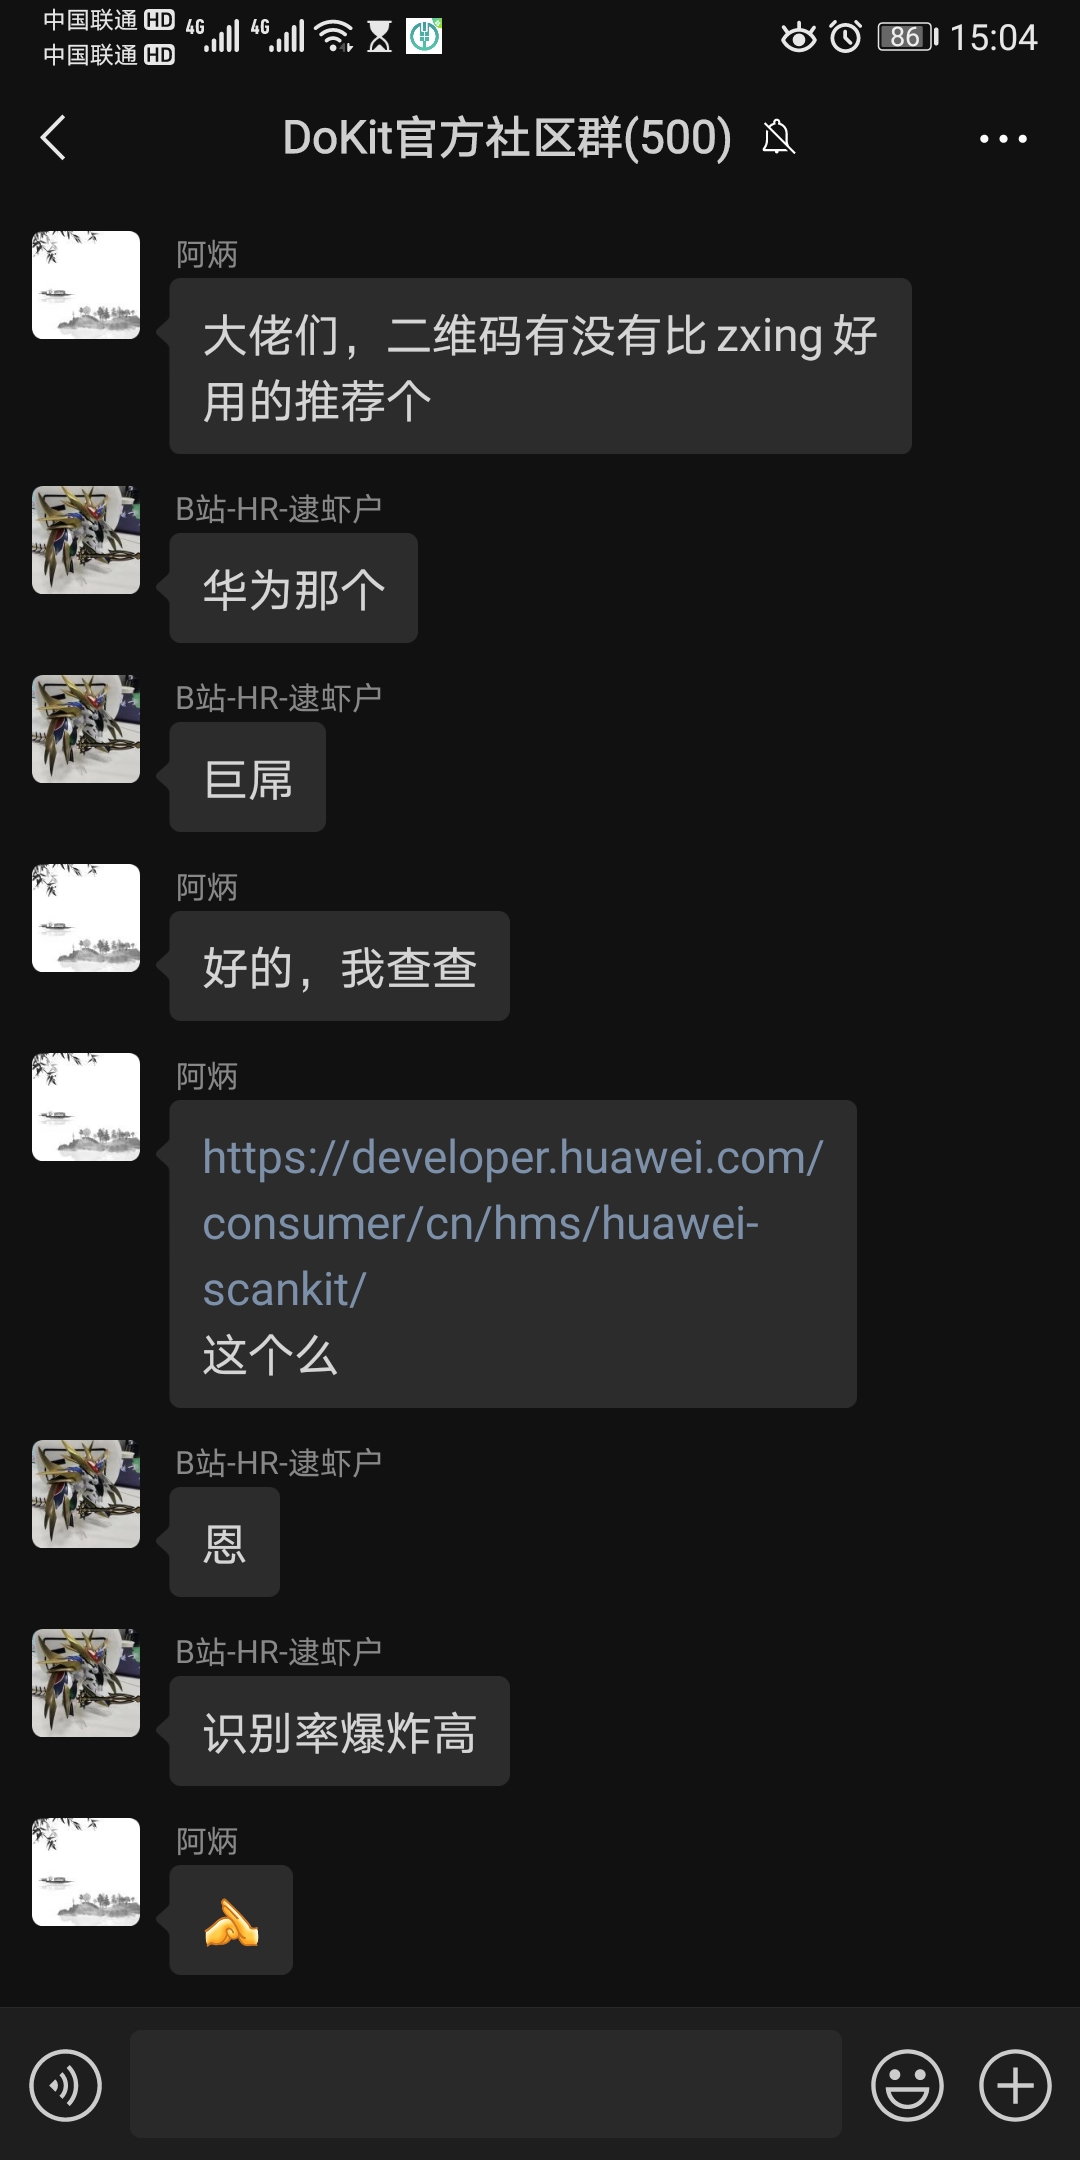 中国联通 HD 4G 4G 86 15:04
中国联通 HD
DoKit官方社区群(500)
阿炳
大佬们，二维码有没有比 zxing 好
用的推荐个
B站-HR-逮虾户
华为那个
B站-HR-逮虾户
巨屌
阿炳
好的，我查查
阿炳
https://developer.huawei.com/
consumer/cn/hms/huawei-
scankit/
这个么
B站-HR-逮虾户
恩
B站-HR-逮虾户
识别率爆炸高
阿炳